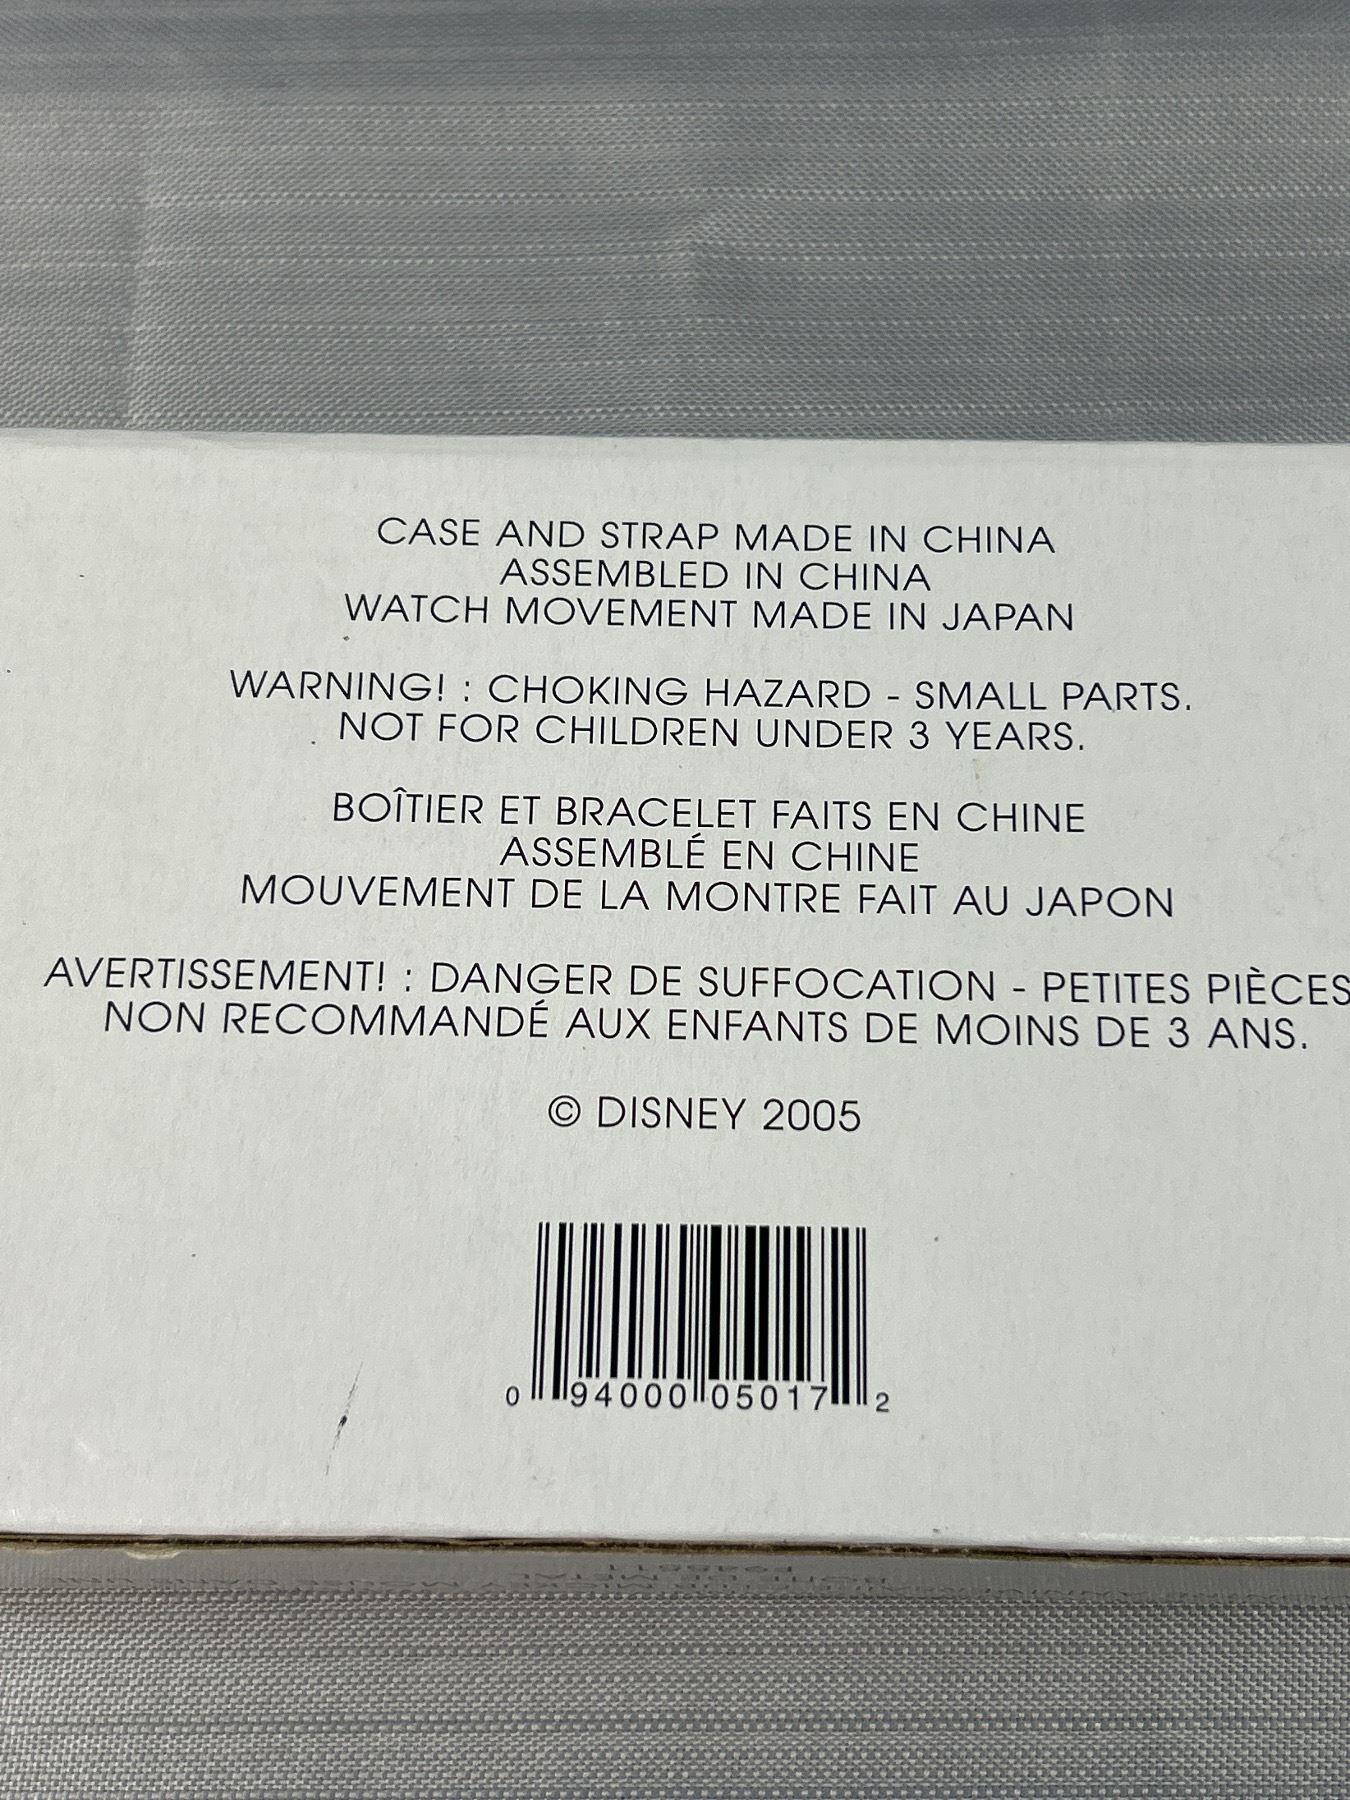 CASE AND STRAP MADE IN CHINA
ASSEMBLED IN CHINA
WATCH MOVEMENT MADE IN JAPAN
WARNING! : CHOKING HAZARD - SMALL PARTS.
NOT FOR CHILDREN UNDER 3 YEARS.
BOÎTIER ET BRACELET FAITS EN CHINE
ASSEMBLÉ EN CHINE
MOUVEMENT DE LA MONTRE FAIT AU JAPON
AVERTISSEMENT! : DANGER DE SUFFOCATION - PETITES PIÈCES
NON RECOMMANDÉ AUX ENFANTS DE MOINS DE 3 ANS.
© DISNEY 2005
0 94000 05017 2